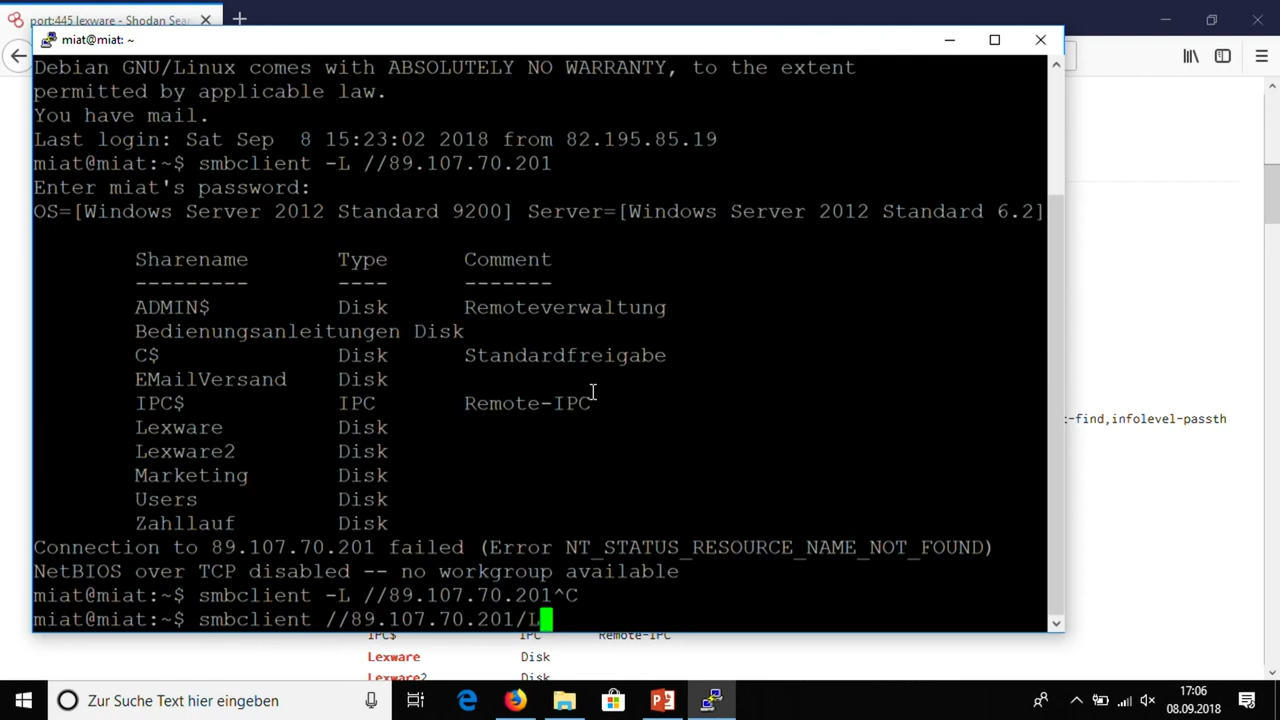 port:445 lexware - Shodan Sea
miat@miat: ~
Debian GNU/Linux comes with ABSOLUTELY NO WARRANTY, to the extent
permitted by applicable law.
You have mail.
Last login: Sat Sep  8 15:23:02 2018 from 82.195.85.19
miat@miat:~$ smbclient -L //89.107.70.201
Enter miat's password:
OS=[Windows Server 2012 Standard 9200] Server=[Windows Server 2012 Standard 6.2]
Sharename Type Comment
--------- ---- -------
ADMIN$ Disk Remoteverwaltung
Bedienungsanleitungen Disk
C$ Disk Standardfreigabe
EMailVersand Disk
IPC$ IPC Remote-IPC
t-find,infolevel-passth
Lexware Disk
Lexware2 Disk
Marketing Disk
Users Disk
Zahllauf Disk
Connection to 89.107.70.201 failed (Error NT_STATUS_RESOURCE_NAME_NOT_FOUND)
NetBIOS over TCP disabled -- no workgroup available
miat@miat:~$ smbclient -L //89.107.70.201^C
miat@miat:~$ smbclient //89.107.70.201/L
IPC$ IPC Remote-IPC
Lexware Disk
Lexware2 Disk
Zur Suche Text hier eingeben
17:06
08.09.2018